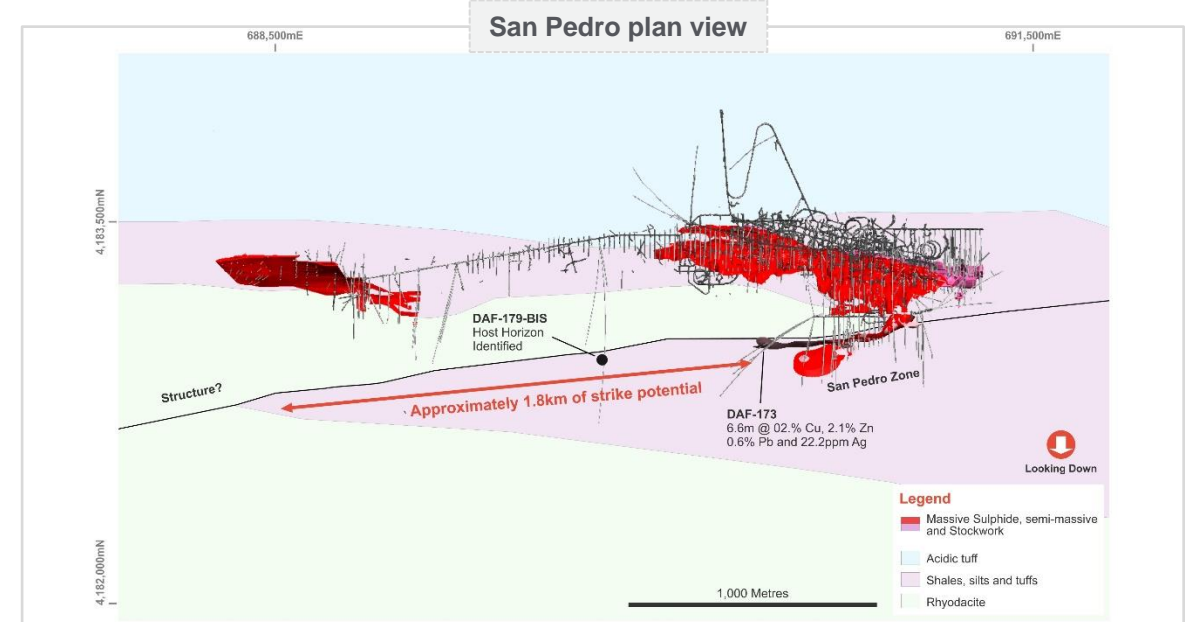 San Pedro plan view
688,500mE
691,500mE
4,183,500mN
4,182,000mN
DAF-179-BIS
Host Horizon
Identified
Structure?
Approximately 1.8km of strike potential
San Pedro Zone
DAF-173
6.6m @ 02.% Cu, 2.1% Zn
0.6% Pb and 22.2ppm Ag
Looking Down
Legend
Massive Sulphide, semi-massive
and Stockwork
Acidic tuff
Shales, silts and tuffs
Rhyodacite
1,000 Metres